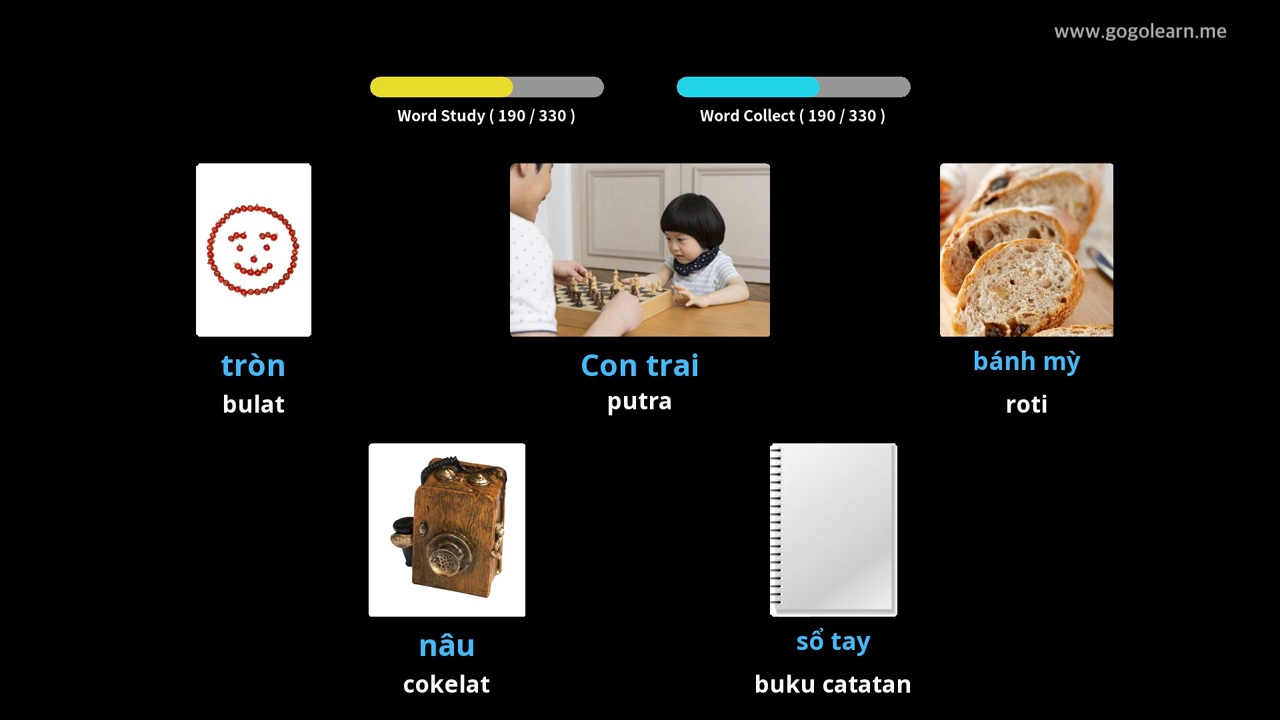 www.gogolearn.me
Word Study ( 190 / 330 )
Word Collect ( 190 / 330 )
tròn
bulat
Con trai
putra
bánh mỳ
roti
nâu
cokelat
sổ tay
buku catatan